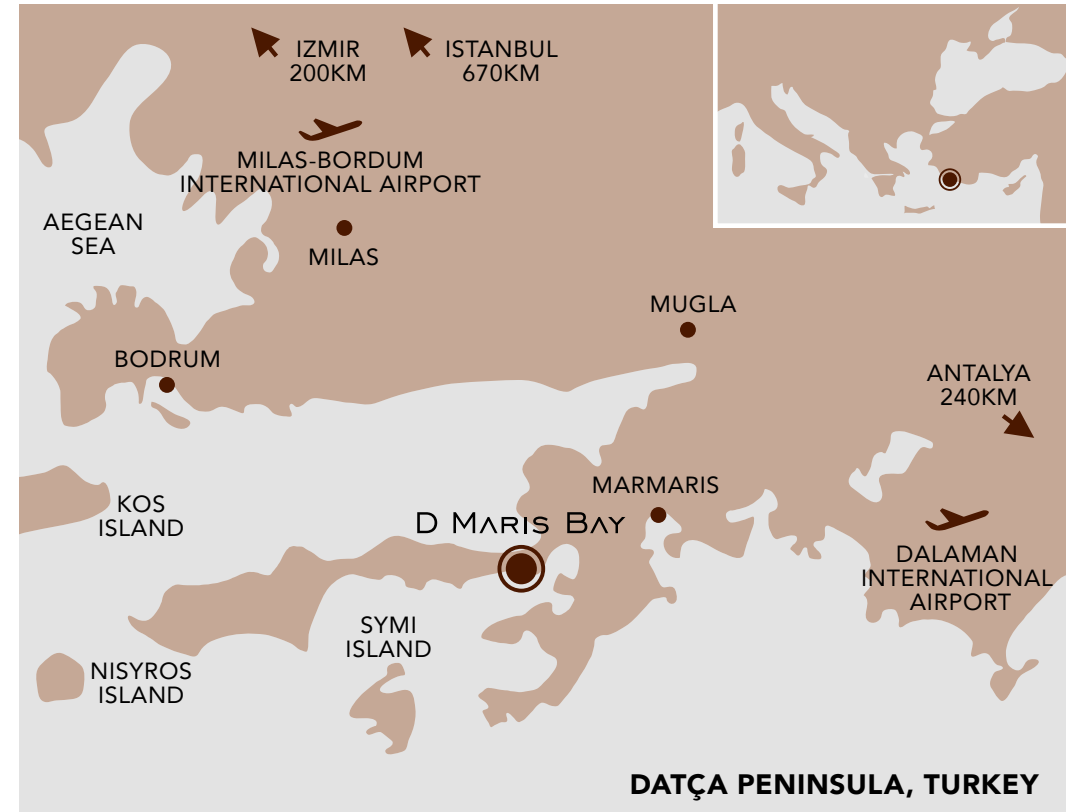 IZMIR
200KM
ISTANBUL
670KM
MILAS-BORDUM
INTERNATIONAL AIRPORT
AEGEAN
SEA
MILAS
MUGLA
BODRUM
ANTALYA
240KM
KOS
ISLAND
MARMARIS
D MARIS BAY
DALAMAN
INTERNATIONAL
AIRPORT
SYMI
ISLAND
NISYROS
ISLAND
DATÇA PENINSULA, TURKEY